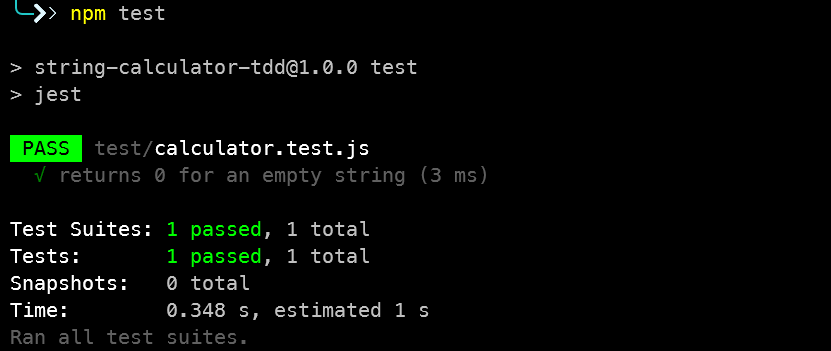 ╰─❯› npm test
> string-calculator-tdd@1.0.0 test
> jest
PASS test/calculator.test.js
√ returns 0 for an empty string (3 ms)
Test Suites: 1 passed, 1 total
Tests:       1 passed, 1 total
Snapshots:   0 total
Time:        0.348 s, estimated 1 s
Ran all test suites.